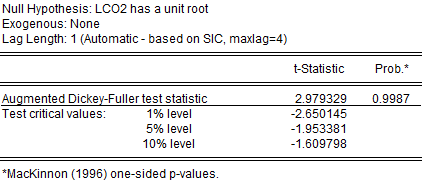 Null Hypothesis: LCO2 has a unit root
Exogenous: None
Lag Length: 1 (Automatic - based on SIC, maxlag=4)
t-Statistic Prob.*
Augmented Dickey-Fuller test statistic 2.979329 0.9987
Test critical values: 1% level -2.650145
5% level -1.953381
10% level -1.609798
*MacKinnon (1996) one-sided p-values.